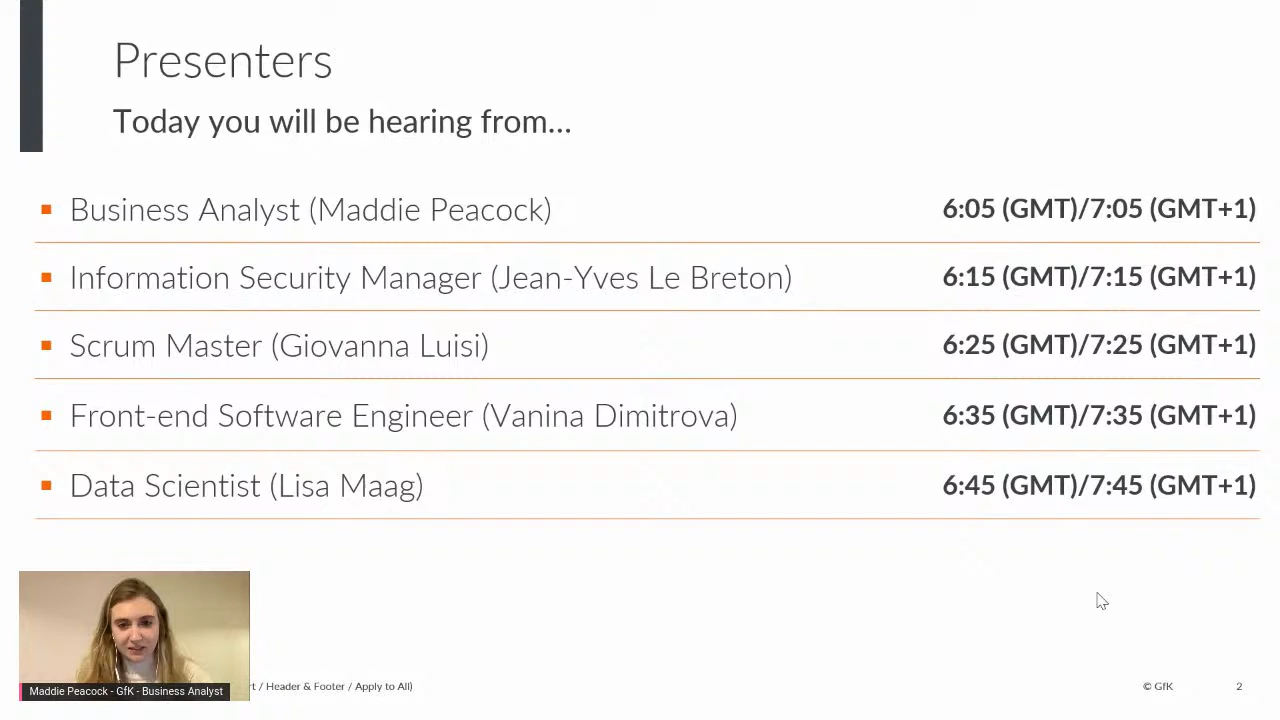 Presenters
Today you will be hearing from...
Business Analyst (Maddie Peacock) 6:05 (GMT)/7:05 (GMT+1)
Information Security Manager (Jean-Yves Le Breton) 6:15 (GMT)/7:15 (GMT+1)
Scrum Master (Giovanna Luisi) 6:25 (GMT)/7:25 (GMT+1)
Front-end Software Engineer (Vanina Dimitrova) 6:35 (GMT)/7:35 (GMT+1)
Data Scientist (Lisa Maag) 6:45 (GMT)/7:45 (GMT+1)
Maddie Peacock - GfK - Business Analyst
/ Header & Footer / Apply to All)
© GfK 2